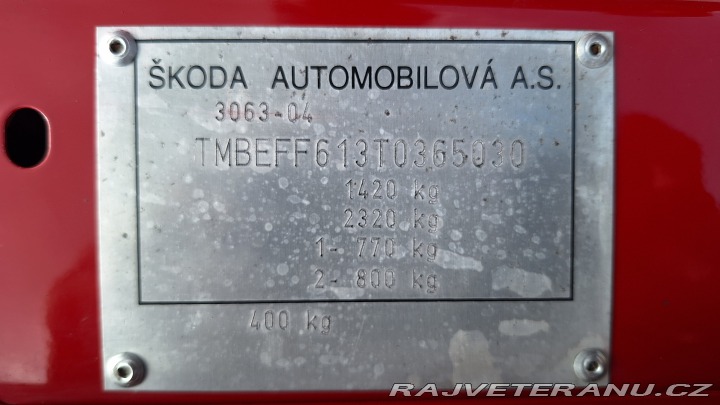 ŠKODA AUTOMOBILOVÁ A.S.
3063-04
TMBEFF613T0365030
1420 kg
2320 kg
1- 770 kg
2- 800 kg
400 kg
RAJVETERANU.CZ